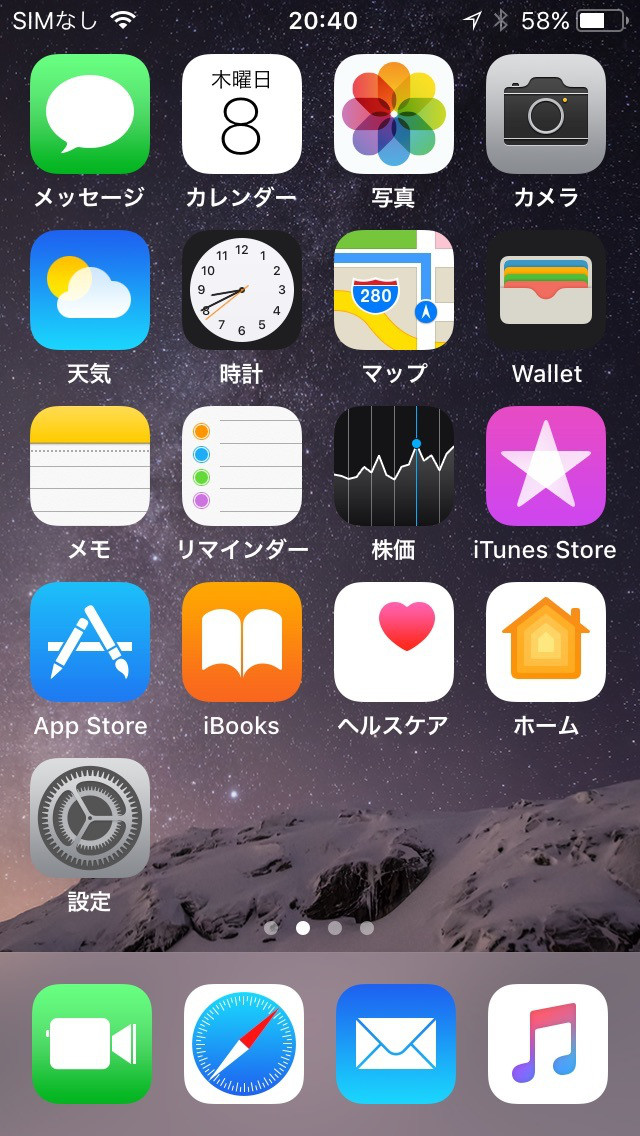 SIMなし 20:40 58%
木曜日
8
メッセージ カレンダー 写真 カメラ
12
11 1
10 2
9 3
8 4
7 5
6
280
天気 時計 マップ Wallet
メモ リマインダー 株価 iTunes Store
App Store iBooks ヘルスケア ホーム
設定